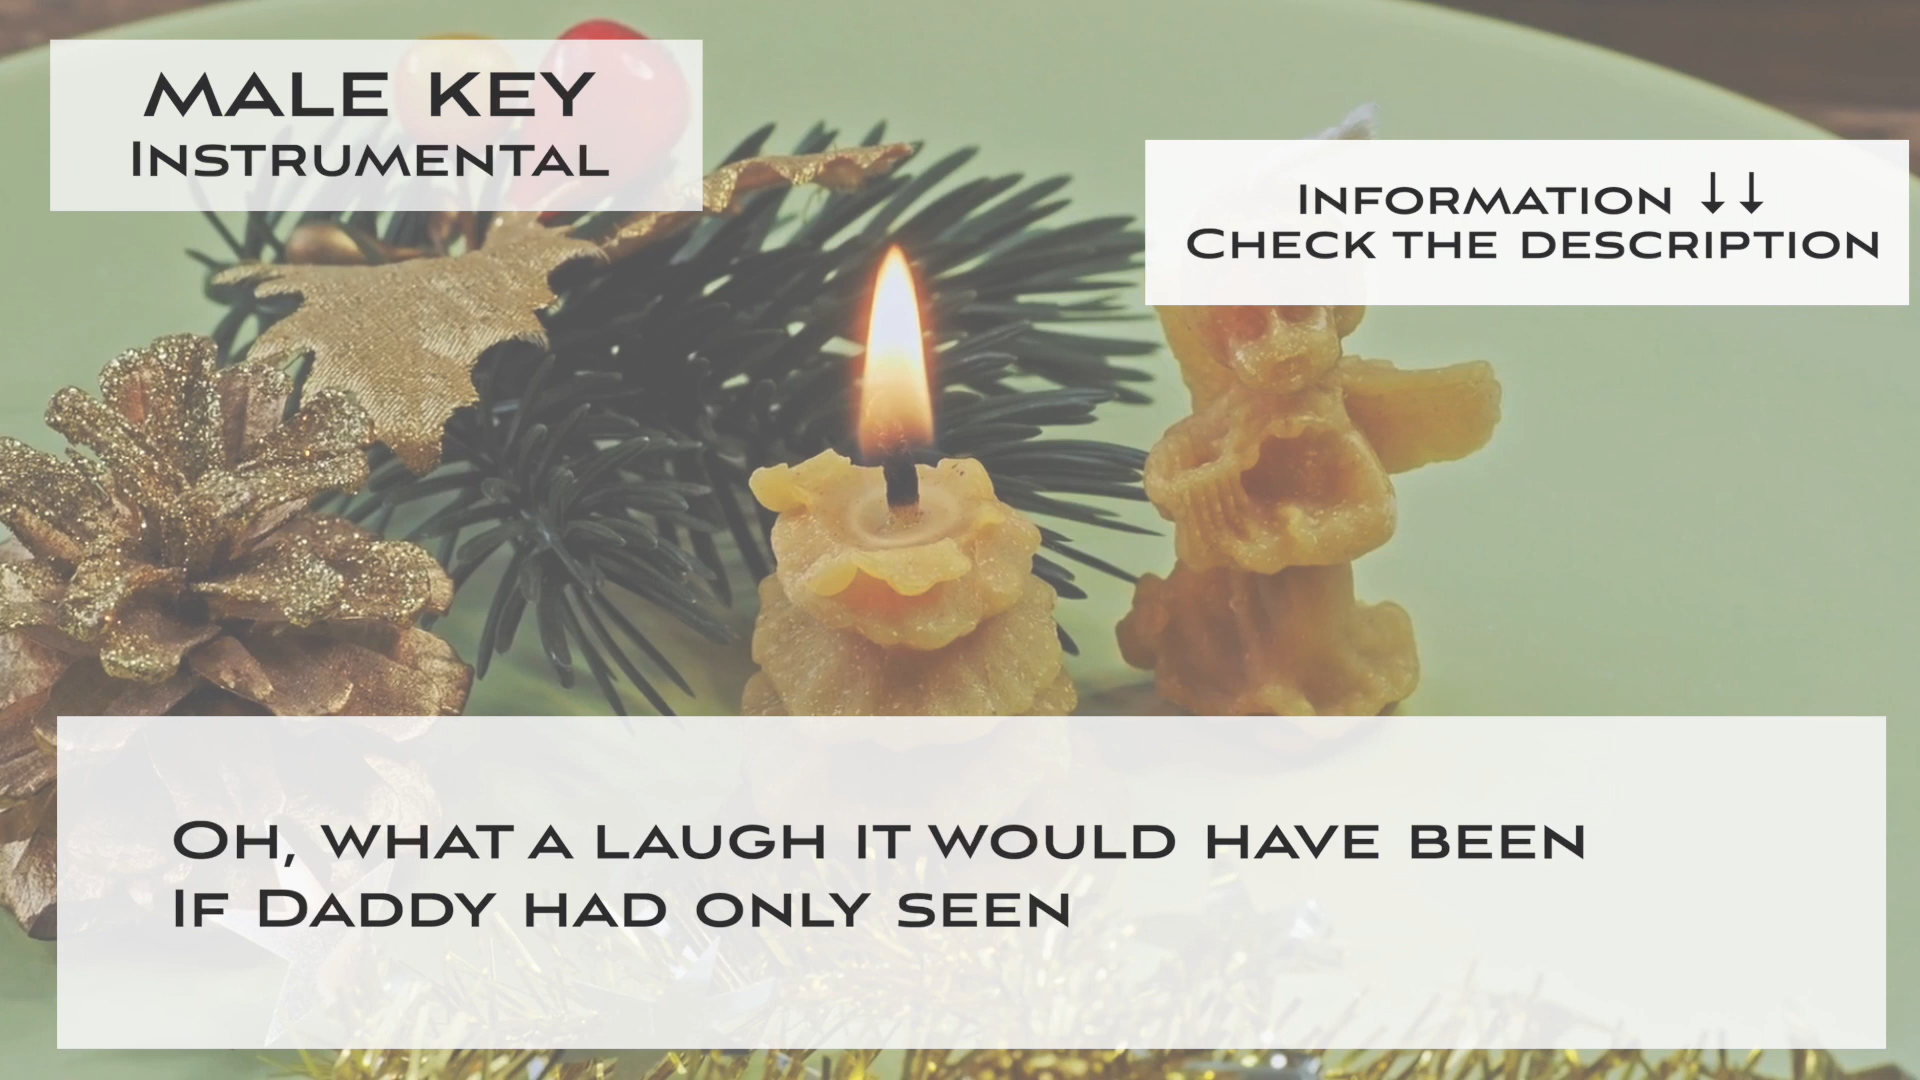 MALE KEY
INSTRUMENTAL
INFORMATION ↓↓
CHECK THE DESCRIPTION
OH, WHAT A LAUGH IT WOULD HAVE BEEN
IF DADDY HAD ONLY SEEN